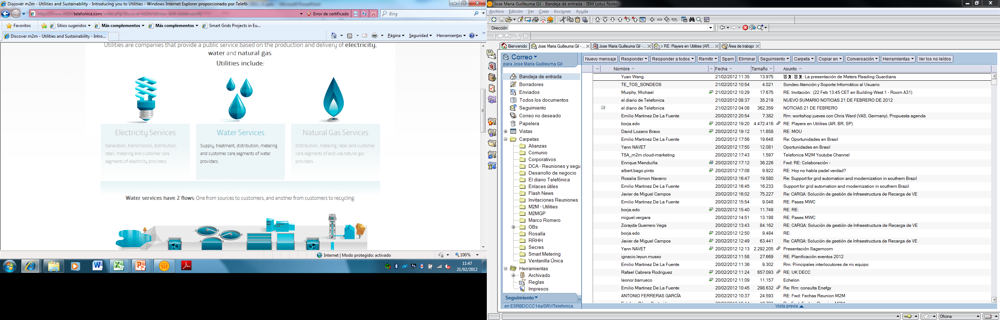 Discover m2m - Utilities and Sustainability - Introducing you to Utilities - Windows Internet Explorer proporcionado por Telefó
https://www.m2m.telefonica.com/index.php/discover-m2m/utilities-and-sustainability
Error de certificado
Bing
Favoritos
Sitios sugeridos
Más complementos
Más complementos
Smart Grids Projects in Eu...
Discover m2m - Utilities and Sustainability - Intro...
Página
Seguridad
Herramientas
Utilities are companies that provide a public service based on the production and delivery of electricity,
water and natural gas.
Utilities include:
Electricity Services
Generation, transmission, distribution,
retail, metering and customer care
segments of electricity providers.
Water Services
Supply, treatment, distribution, metering
and customer care segments of water
providers.
Natural Gas Services
Distribution, metering, retail and customer
care segments of end use natural gas
providers.
Water services have 2 flows: One from sources to customers, and another from customers to recycling:
Internet | Modo protegido: activado
100%
11:47
21/02/2012
Jose Maria Guilleuma Gil - Bandeja de entrada - IBM Lotus Notes
Archivo Edición Ver Crear Acciones Ayuda
Dirección
Bienvenido
Jose Maria Guilleuma Gil -...
Jose Maria Guilleuma Gil -...
> RE: Players en Utilities (AR,...
Área de trabajo
Correo
para Jose Maria Guilleuma Gil
Bandeja de entrada
Borradores
Enviados
Todos los documentos
Seguimiento
Correo no deseado
Papelera
Vistas
Carpetas
Alianzas
Comunio
Corporativos
DCA - Reuniones y segu
Desarrollo de negocio
El diario Telefónica
Enlaces útiles
Flash News
Invitaciones Reuniones
M2M - Utilities
M2MGP
Marco Romero
OBs
Rosalía
RRHH
Secres
Smart Metering
Ventanilla Única
Herramientas
Archivado
Reglas
Impresos
Seguimiento
en ESRBDCCC14a/SRV/Telefonica
Nuevo mensaje Responder Responder a todos Remitir Spam Eliminar Seguimiento Carpeta Copiar en Conversación Herramientas Ver los no leídos
Nombre Fecha Tamaño Asunto
Yuan Wang 21/02/2012 11:35 13.975 答复: 答复: La presentación de Meters Reading Guardians
TE_TOS_SONDEOS 21/02/2012 10:54 4.021 Sondeo Atención y Soporte Informático al Usuario
Murphy, Michael 21/02/2012 10:29 17.675 RE: Invitación: (22 Feb 13:45 CET en Building West 1 - Room A31)
el diario de Telefonica 21/02/2012 08:37 35.219 NUEVO SUMARIO NOTICIAS 21 DE FEBRERO DE 2012
el diario de Telefonica 21/02/2012 04:08 362.359 NOTICIAS 21 DE FEBRERO
Emilio Martinez De La Fuente 20/02/2012 20:54 7.382 Rm: workshop jueves con Chris Ward (VAS, Germany). Propuesta agenda
borja.edo 20/02/2012 19:20 4.472.416 RE: Players en Utilities (AR, BR, SP)
David Lozano Bravo 20/02/2012 19:12 11.658 RE: MOU
Emilio Martinez De La Fuente 20/02/2012 17:56 19.648 Re: Oportunidades en Brasil
Yann NAVET 20/02/2012 17:50 12.081 Oportunidades en Brasil
TSA_m2m cloud-marketing 20/02/2012 17:43 1.597 Telefonica M2M Youtube Channel
Enrique Menduiña 20/02/2012 17:12 36.226 Fwd: RE: Colaboración -
albert.bago.pinto 20/02/2012 17:08 9.922 RE: Hoy no había padel verdad?
Rosalia Simon Navarro 20/02/2012 16:47 19.580 Re: Support for grid automation and modernization in southern Brazil
Emilio Martinez De La Fuente 20/02/2012 16:45 16.233 Support for grid automation and modernization in southern Brazil
Javier de Miguel Campos 20/02/2012 16:02 75.227 Re: CARGA: Solución de gestión de Infraestructura de Recarga de VE
Emilio Martinez De La Fuente 20/02/2012 15:54 9.048 RE: Pases MWC
borja.edo 20/02/2012 15:40 11.749 RE: RE:
miguel.vergara 20/02/2012 14:51 13.198 RE: Pases MWC
Zorayda Guerrero Vega 20/02/2012 13:43 84.162 RE: CARGA: Solución de gestión de Infraestructura de Recarga de VE
borja.edo 20/02/2012 12:50 9.484 RE:
Javier de Miguel Campos 20/02/2012 12:49 63.441 Re: CARGA: Solución de gestión de Infraestructura de Recarga de VE
Yann NAVET 20/02/2012 12:13 2.292.205 Presentación Sagemcom
ignacio.leyun.musso 20/02/2012 11:58 27.669 RE: Planificación eventos 2012
Emilio Martinez De La Fuente 20/02/2012 11:36 9.302 Rm: Principales interlocutores de mi equipo
Rafael Cabrera Rodriguez 20/02/2012 11:24 657.093 RE: UK DECC
leonor.barrueco 20/02/2012 11:09 11.157 Echelon
Emilio Martinez De La Fuente 20/02/2012 10:45 298.632 Re: Rm: consulta Enefgy
ANTONIO FERRERAS GARCÍA 20/02/2012 10:37 24.593 RE: Fwd: Fechas Reunion M2M
Vista previa
Oficina